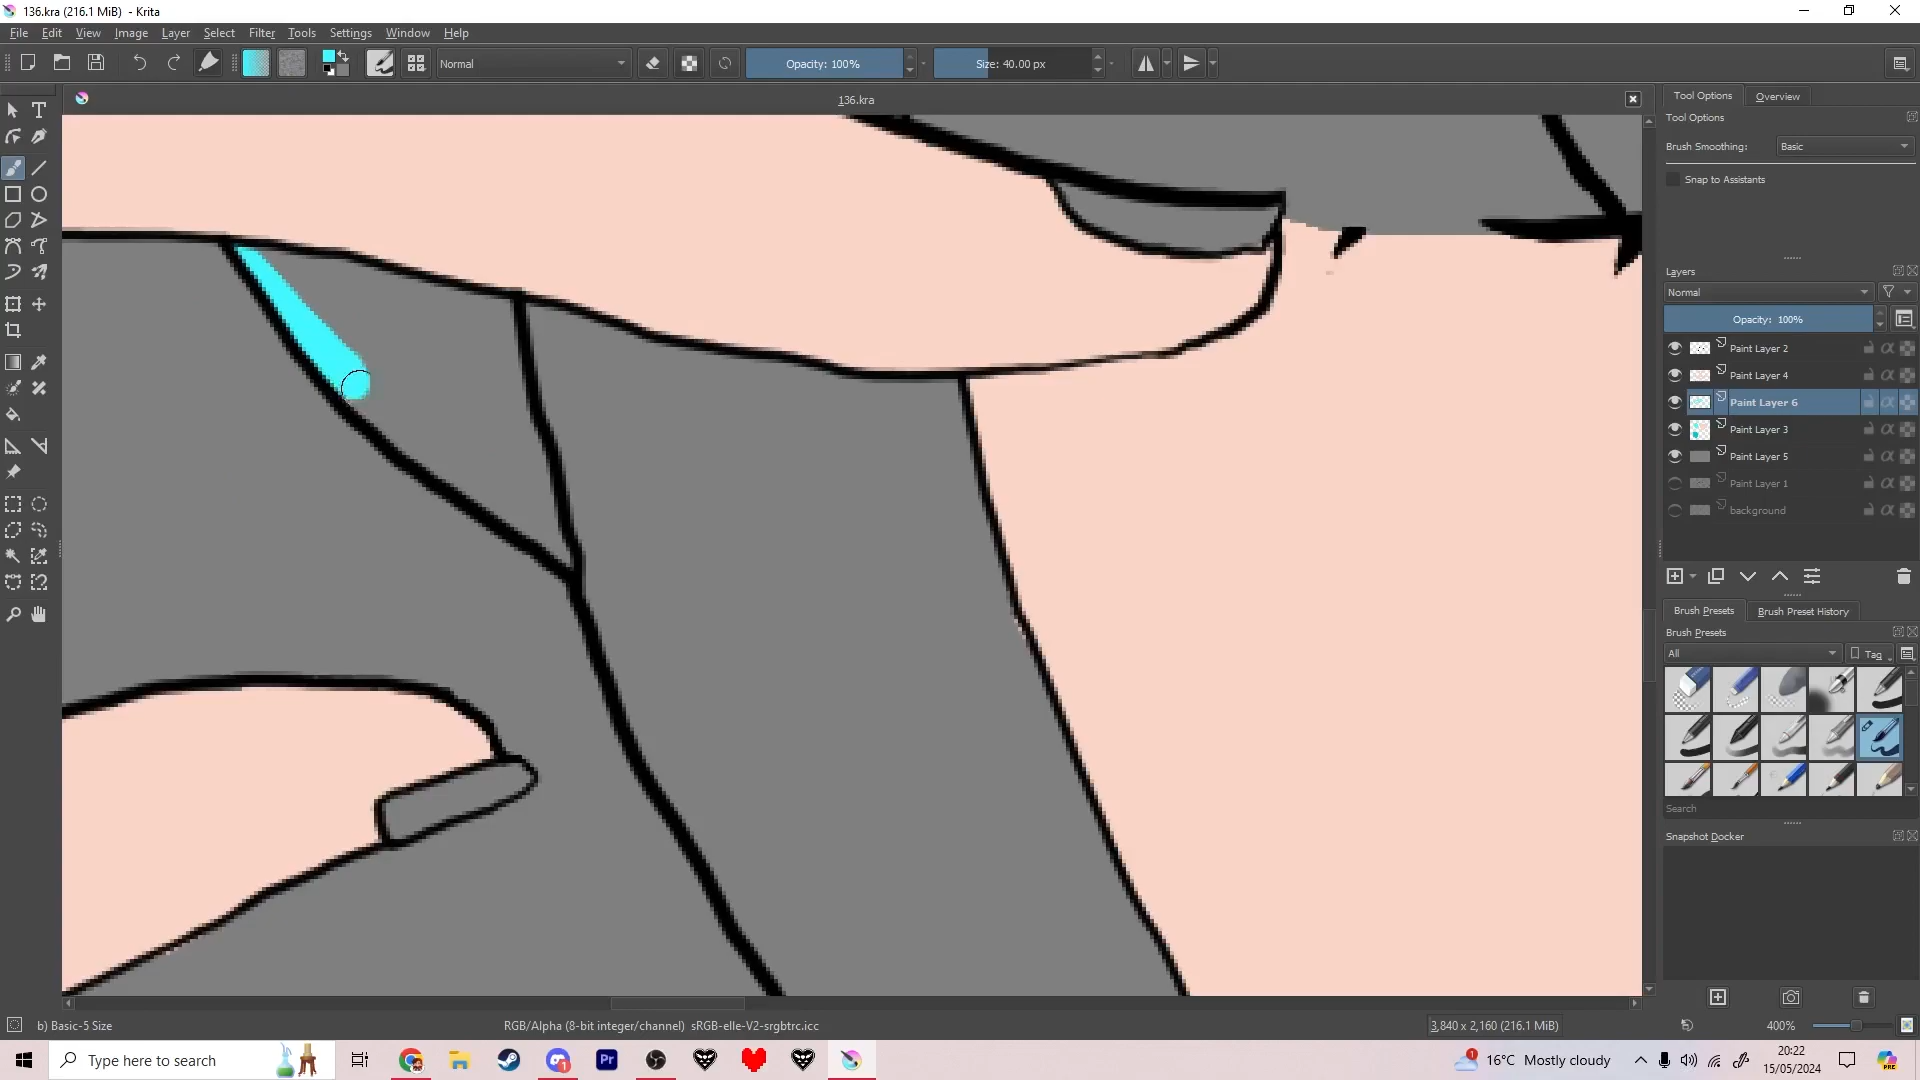 136.kra (216.1 MiB) - Krita
File Edit View Image Layer Select Filter Tools Settings Window Help
Normal
Opacity: 100%
Size: 40.00 px
136.kra
Tool Options
Overview
Tool Options
Brush Smoothing: Basic
Snap to Assistants
Layers
Normal
Opacity: 100%
Paint Layer 2
Paint Layer 4
Paint Layer 6
Paint Layer 3
Paint Layer 5
Paint Layer 1
background
Brush Presets
Brush Preset History
Brush Presets
All
Tag
Search
Snapshot Docker
b) Basic-5 Size
RGB/Alpha (8-bit integer/channel) sRGB-elle-V2-srgbtrc.icc
3,840 x 2,160 (216.1 MiB)
400%
Type here to search
Pr
1
1
16°C Mostly cloudy
20:22
15/05/2024
PRE